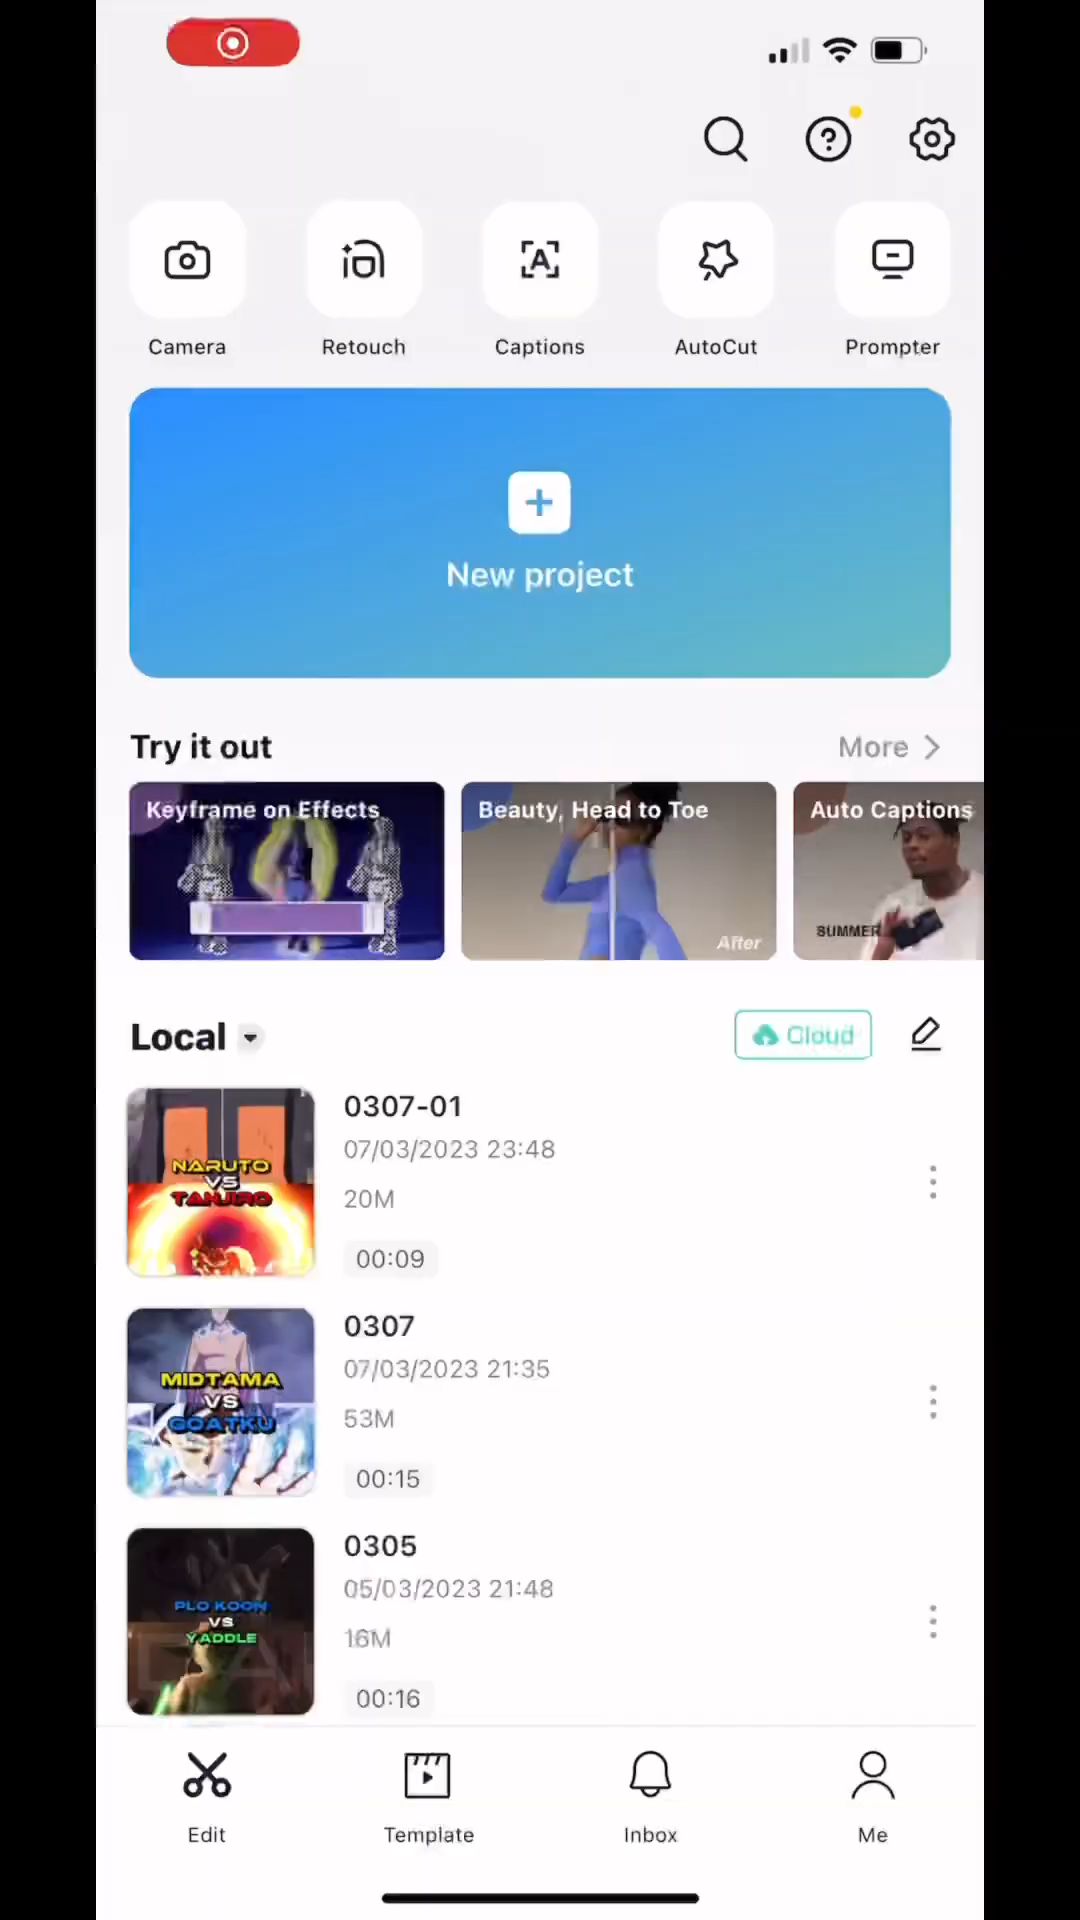 Camera
Retouch
Captions
AutoCut
Prompter
New project
Try it out
More
Keyframe on Effects
Beauty, Head to Toe
After
Auto Captions
SUMMER
Local
Cloud
NARUTO
VS
TANJIRO
0307-01
07/03/2023 23:48
20M
00:09
MIDTAMA
VS
GOATKU
0307
07/03/2023 21:35
53M
00:15
PLO KOON
VS
YADDLE
0305
05/03/2023 21:48
16M
00:16
Edit
Template
Inbox
Me